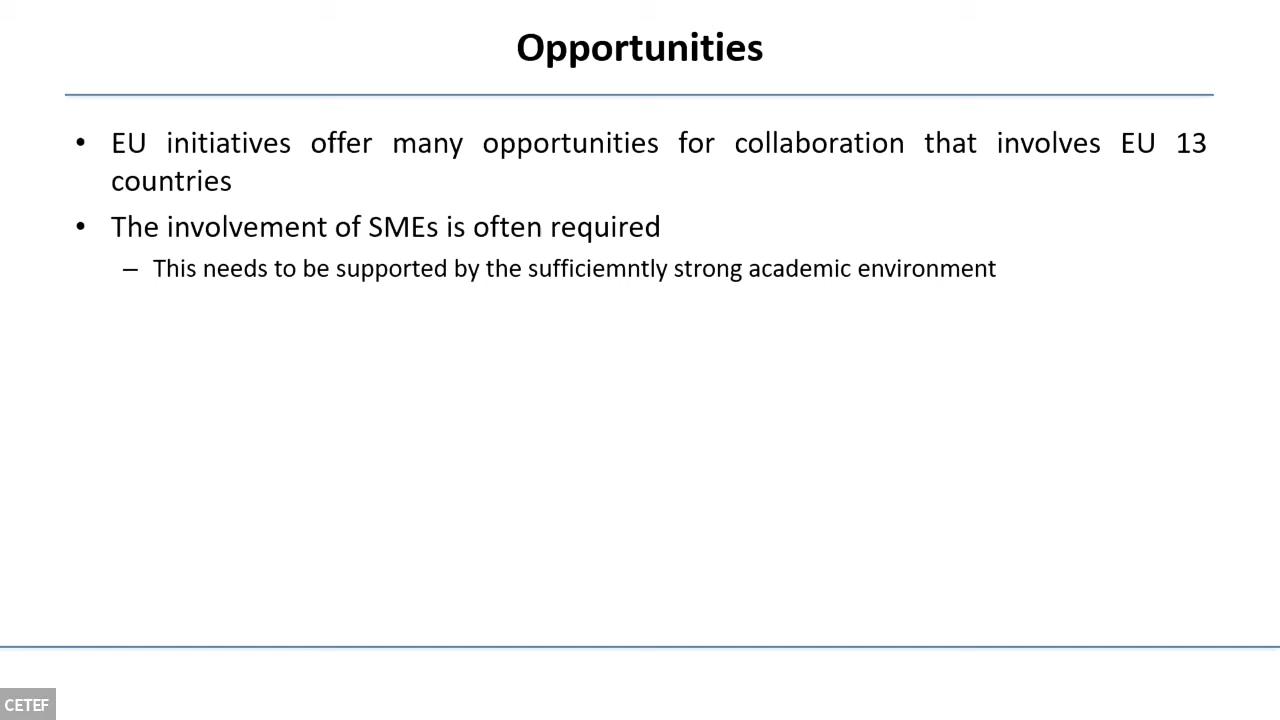 Opportunities
• EU initiatives offer many opportunities for collaboration that involves EU 13
countries
• The involvement of SMEs is often required
– This needs to be supported by the sufficiemntly strong academic environment
CETEF